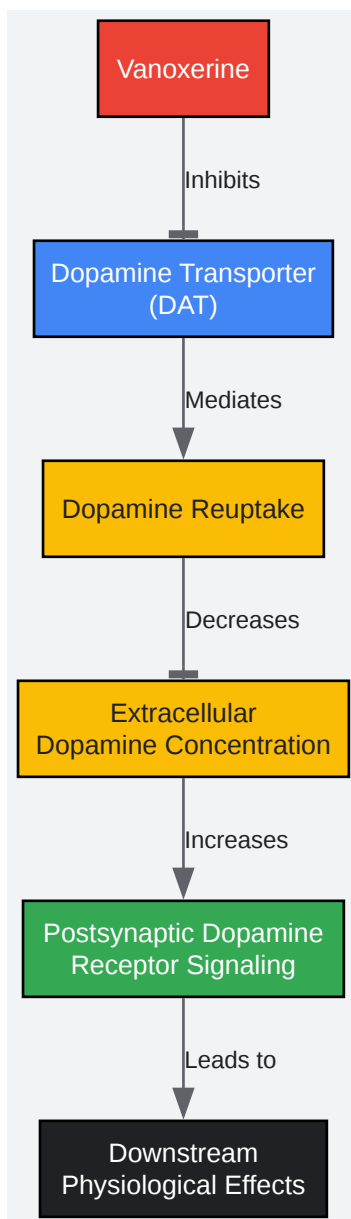 Vanoxerine
Inhibits
Dopamine Transporter
(DAT)
Mediates
Dopamine Reuptake
Decreases
Extracellular
Dopamine Concentration
Increases
Postsynaptic Dopamine
Receptor Signaling
Leads to
Downstream
Physiological Effects